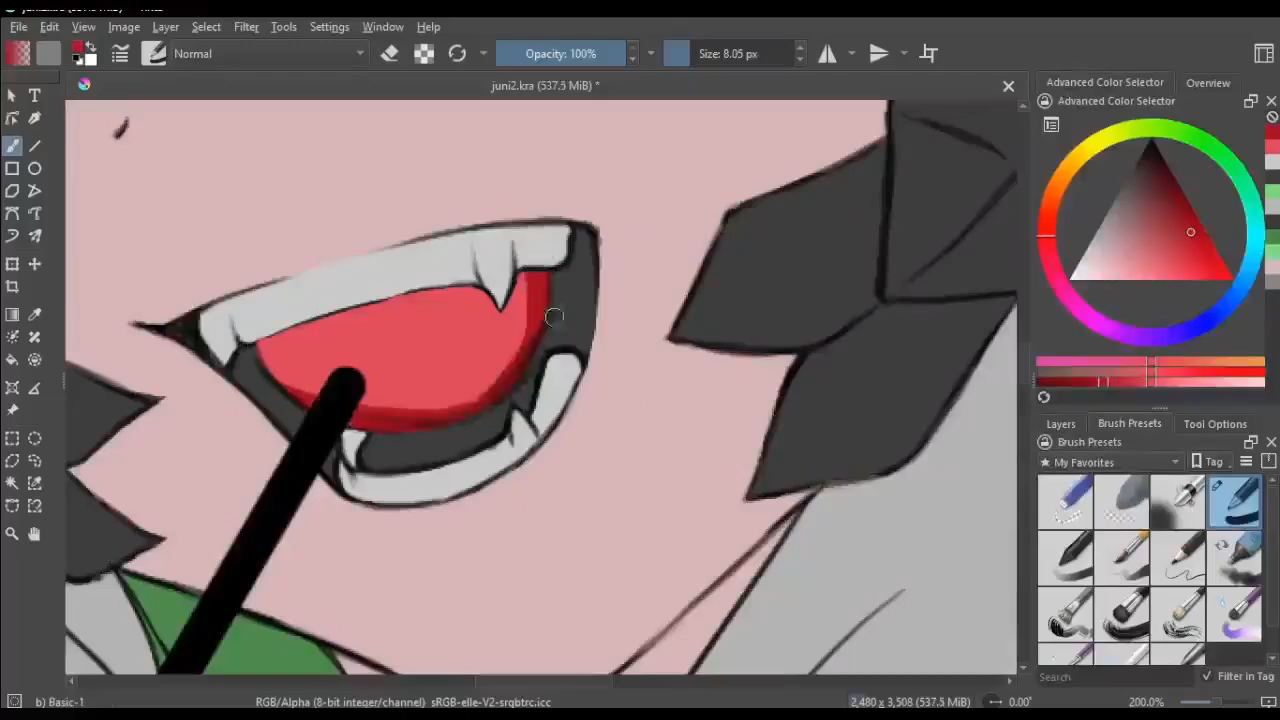 File Edit View Image Layer Select Filter Tools Settings Window Help
Normal Opacity: 100% Size: 8.05 px
juni2.kra (537.5 MiB) *
Advanced Color Selector Overview
Advanced Color Selector
Layers Brush Presets Tool Options
Brush Presets
My Favorites Tag
Search Filter in Tag
b) Basic-1 RGB/Alpha (8-bit integer/channel) sRGB-elle-V2-srgbtrc.icc 2,480 x 3,508 (537.5 MiB) 0.00° 200.0%